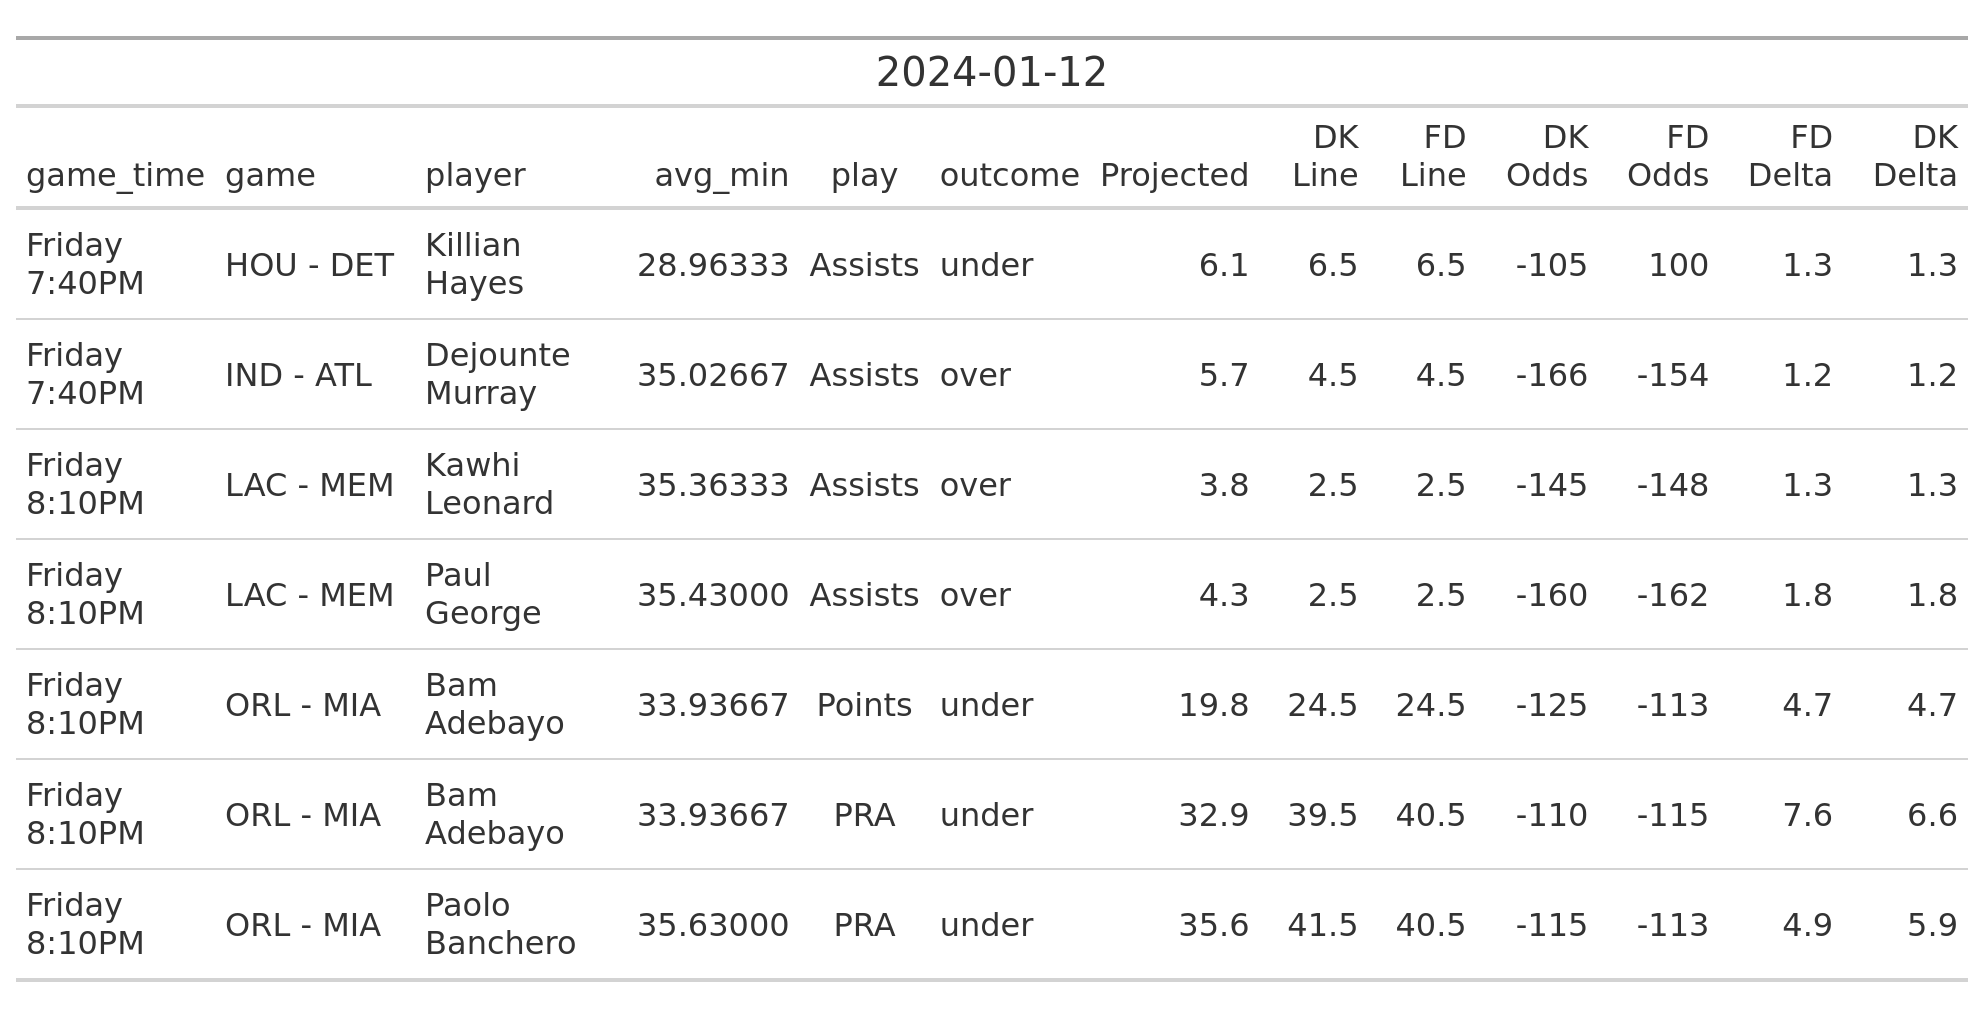 2024-01-12
game_time game player avg_min play outcome Projected DK Line FD Line DK Odds FD Odds FD Delta DK Delta
Friday 7:40PM HOU - DET Killian Hayes 28.96333 Assists under 6.1 6.5 6.5 -105 100 1.3 1.3
Friday 7:40PM IND - ATL Dejounte Murray 35.02667 Assists over 5.7 4.5 4.5 -166 -154 1.2 1.2
Friday 8:10PM LAC - MEM Kawhi Leonard 35.36333 Assists over 3.8 2.5 2.5 -145 -148 1.3 1.3
Friday 8:10PM LAC - MEM Paul George 35.43000 Assists over 4.3 2.5 2.5 -160 -162 1.8 1.8
Friday 8:10PM ORL - MIA Bam Adebayo 33.93667 Points under 19.8 24.5 24.5 -125 -113 4.7 4.7
Friday 8:10PM ORL - MIA Bam Adebayo 33.93667 PRA under 32.9 39.5 40.5 -110 -115 7.6 6.6
Friday 8:10PM ORL - MIA Paolo Banchero 35.63000 PRA under 35.6 41.5 40.5 -115 -113 4.9 5.9